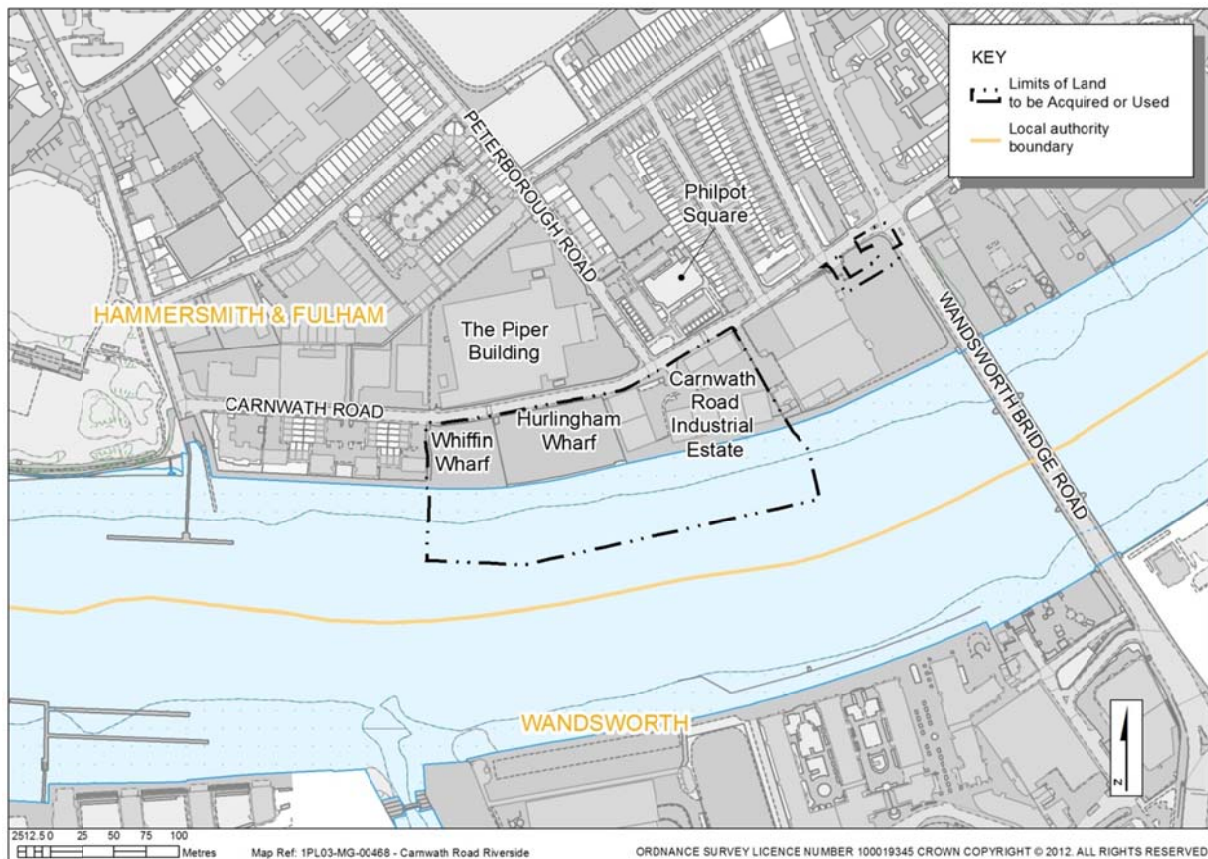 KEY
Limits of Land
to be Acquired or Used
Local authority
boundary
PETERBOROUGH ROAD
Philpot
Square
HAMMERSMITH & FULHAM
The Piper
Building
WANDSWORTH BRIDGE ROAD
CARNWATH ROAD
Whiffin
Wharf
Hurlingham
Wharf
Carnwath
Road
Industrial
Estate
WANDSWORTH
N
2512.5 0 25 50 75 100
Metres
Map Ref: 1PL03-MG-00468 - Carnwath Road Riverside
ORDNANCE SURVEY LICENCE NUMBER 100019345 CROWN COPYRIGHT © 2012. ALL RIGHTS RESERVED